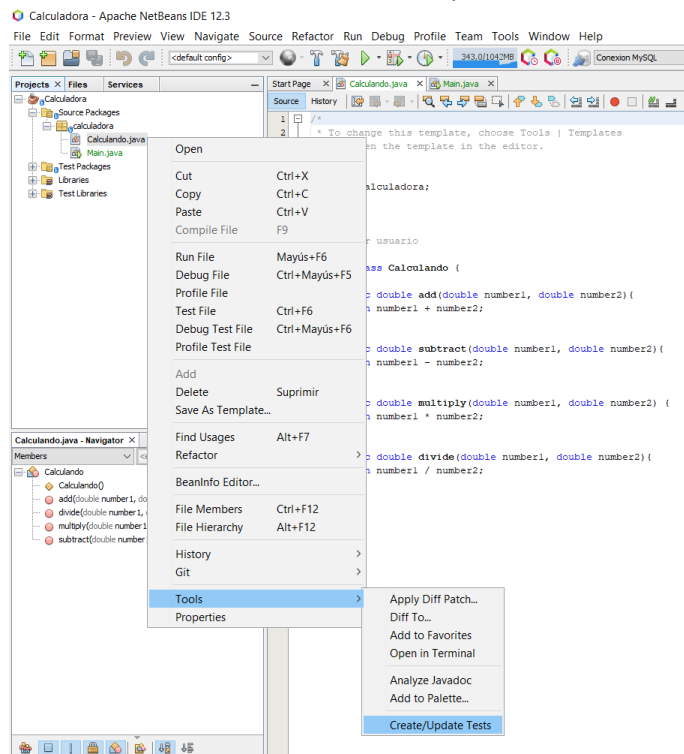 Calculadora - Apache NetBeans IDE 12.3
File Edit Format Preview View Navigate Source Refactor Run Debug Profile Team Tools Window Help
<default config> 343.0/1042MB Conexion MySQL
Projects × Files Services
Start Page × Calculando.java × Main.java ×
Source History
Calculadora
Source Packages
calculadora
Calculando.java
Main.java
Test Packages
Libraries
Test Libraries
1 /*
2 * To change this template, choose Tools | Templates
en the template in the editor.
alculadora;
r usuario
ass Calculando {
c double add(double number1, double number2){
n number1 + number2;
c double subtract(double number1, double number2){
n number1 - number2;
c double multiply(double number1, double number2) {
n number1 * number2;
c double divide(double number1, double number2){
n number1 / number2;
Open
Cut Ctrl+X
Copy Ctrl+C
Paste Ctrl+V
Compile File F9
Run File Mayús+F6
Debug File Ctrl+Mayús+F5
Profile File
Test File Ctrl+F6
Debug Test File Ctrl+Mayús+F6
Profile Test File
Add
Delete Suprimir
Save As Template...
Find Usages Alt+F7
Refactor
BeanInfo Editor...
File Members Ctrl+F12
File Hierarchy Alt+F12
History
Git
Tools
Properties
Apply Diff Patch...
Diff To...
Add to Favorites
Open in Terminal
Analyze Javadoc
Add to Palette...
Create/Update Tests
Calculando.java - Navigator ×
Members
Calculando
Calculando()
add(double number1, do
divide(double number1,
multiply(double number1
subtract(double number